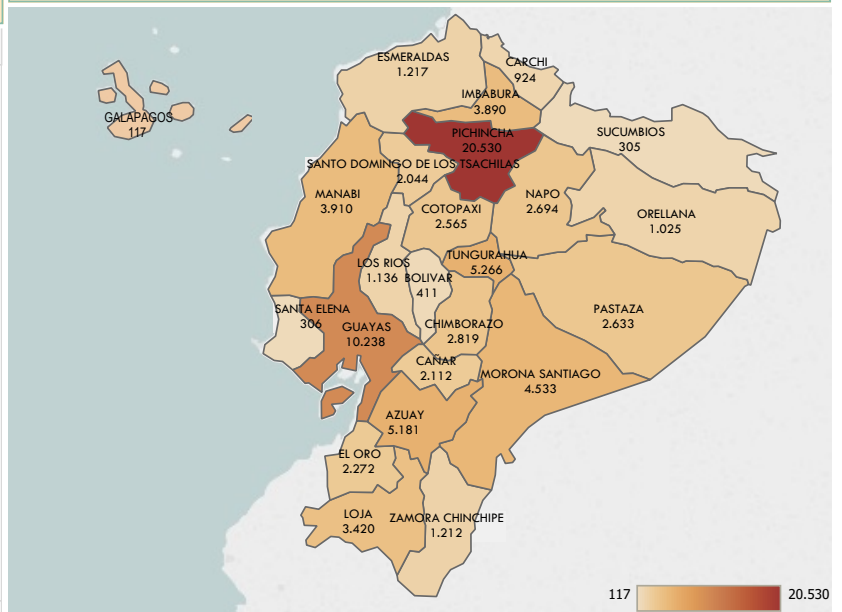 ESMERALDAS
1.217
CARCHI
924
IMBABURA
3.890
GALAPAGOS
117
PICHINCHA
20.530
SUCUMBIOS
305
SANTO DOMINGO DE LOS TSACHILAS
2.044
MANABI
3.910
NAPO
2.694
COTOPAXI
2.565
ORELLANA
1.025
TUNGURAHUA
5.266
LOS RIOS
1.136
BOLIVAR
411
SANTA ELENA
306
PASTAZA
2.633
GUAYAS
10.238
CHIMBORAZO
2.819
CAÑAR
2.112
MORONA SANTIAGO
4.533
AZUAY
5.181
EL ORO
2.272
LOJA
3.420
ZAMORA CHINCHIPE
1.212
117 20.530